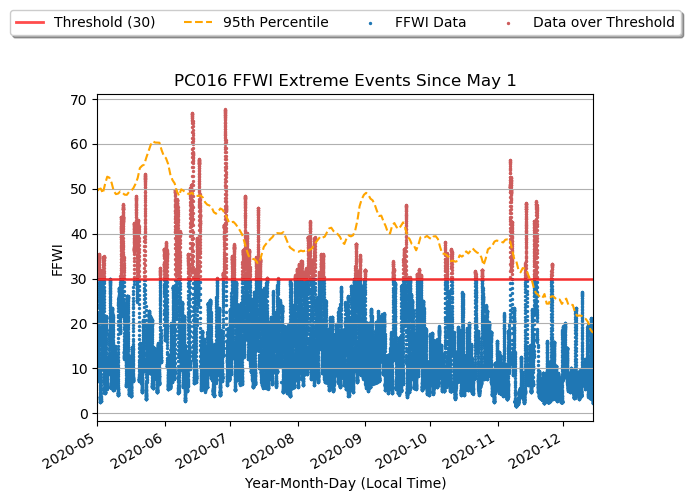 Threshold (30) 95th Percentile FFWI Data Data over Threshold
PC016 FFWI Extreme Events Since May 1
70
60
50
40
30
20
10
0
FFWI
2020-05 2020-06 2020-07 2020-08 2020-09 2020-10 2020-11 2020-12
Year-Month-Day (Local Time)